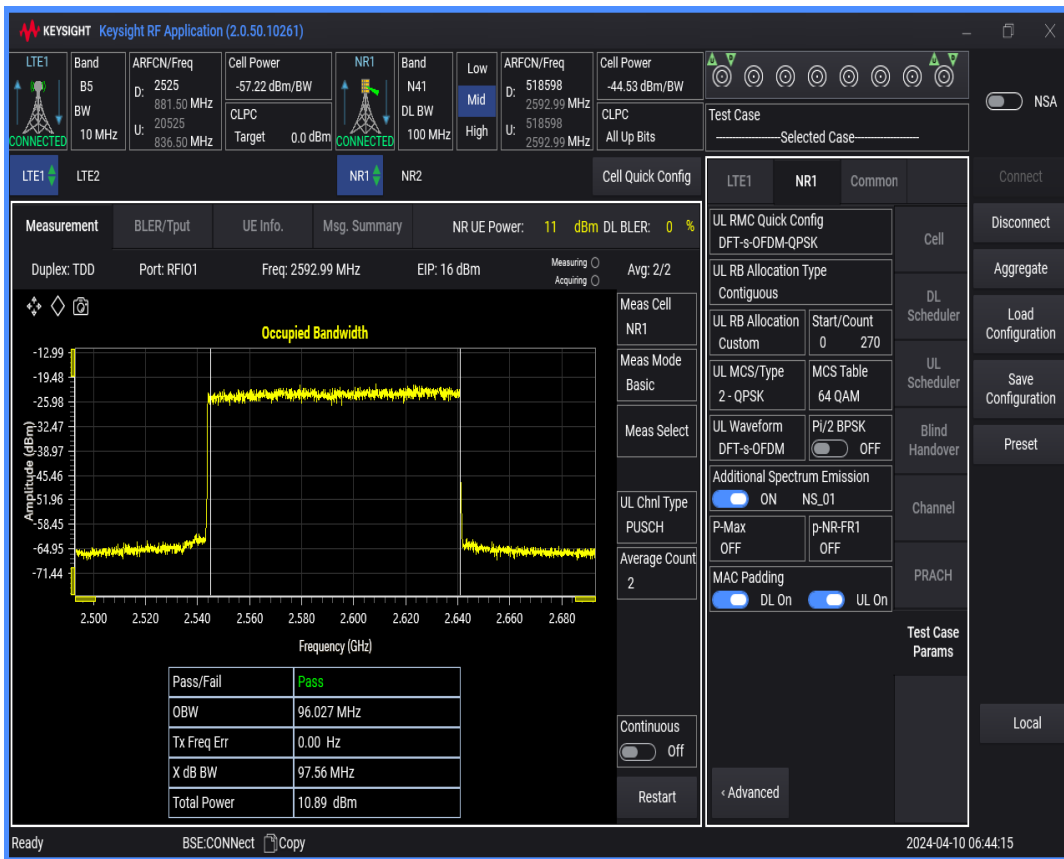 KEYSIGHT Keysight RF Application (2.0.50.10261)
LTE1
CONNECTED
Band
B5
BW
10 MHz
ARFCN/Freq
D: 2525
881.50 MHz
U: 20525
836.50 MHz
Cell Power
-57.22 dBm/BW
CLPC
Target 0.0 dBm
NR1
CONNECTED
Band
N41
DL BW
100 MHz
Low
Mid
High
ARFCN/Freq
D: 518598
2592.99 MHz
U: 518598
2592.99 MHz
Cell Power
-44.53 dBm/BW
CLPC
All Up Bits
Test Case
--------------------Selected Case--------------------
NSA
LTE1 LTE2 NR1 NR2 Cell Quick Config
Measurement BLER/Tput UE Info. Msg. Summary NR UE Power: 11 dBm DL BLER: 0 %
Duplex: TDD Port: RFIO1 Freq: 2592.99 MHz EIP: 16 dBm Measuring Avg: 2/2
Acquiring
Occupied Bandwidth
Amplitude (dBm)
-12.99
-19.48
-25.98
-32.47
-38.97
-45.46
-51.96
-58.45
-64.95
-71.44
2.500 2.520 2.540 2.560 2.580 2.600 2.620 2.640 2.660 2.680
Frequency (GHz)
Pass/Fail Pass
OBW 96.027 MHz
Tx Freq Err 0.00 Hz
X dB BW 97.56 MHz
Total Power 10.89 dBm
Meas Cell
NR1
Meas Mode
Basic
Meas Select
UL Chnl Type
PUSCH
Average Count
2
Continuous
Off
Restart
LTE1 NR1 Common
UL RMC Quick Config
DFT-s-OFDM-QPSK
UL RB Allocation Type
Contiguous
UL RB Allocation Start/Count
Custom 0 270
UL MCS/Type MCS Table
2 - QPSK 64 QAM
UL Waveform Pi/2 BPSK
DFT-s-OFDM OFF
Additional Spectrum Emission
ON NS_01
P-Max p-NR-FR1
OFF OFF
MAC Padding
DL On UL On
‹ Advanced
Cell
DL
Scheduler
UL
Scheduler
Blind
Handover
Channel
PRACH
Test Case
Params
Connect
Disconnect
Aggregate
Load
Configuration
Save
Configuration
Preset
Local
Ready BSE:CONNect Copy 2024-04-10 06:44:15